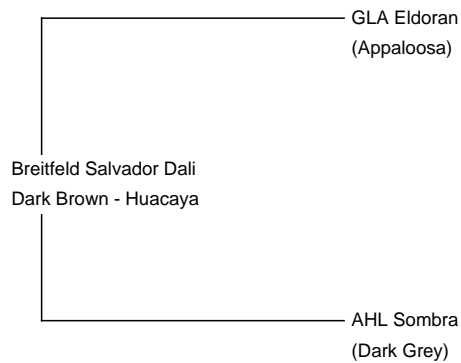 GLA Eldoran
(Appaloosa)
Breitfeld Salvador Dali
Dark Brown - Huacaya
AHL Sombra
(Dark Grey)